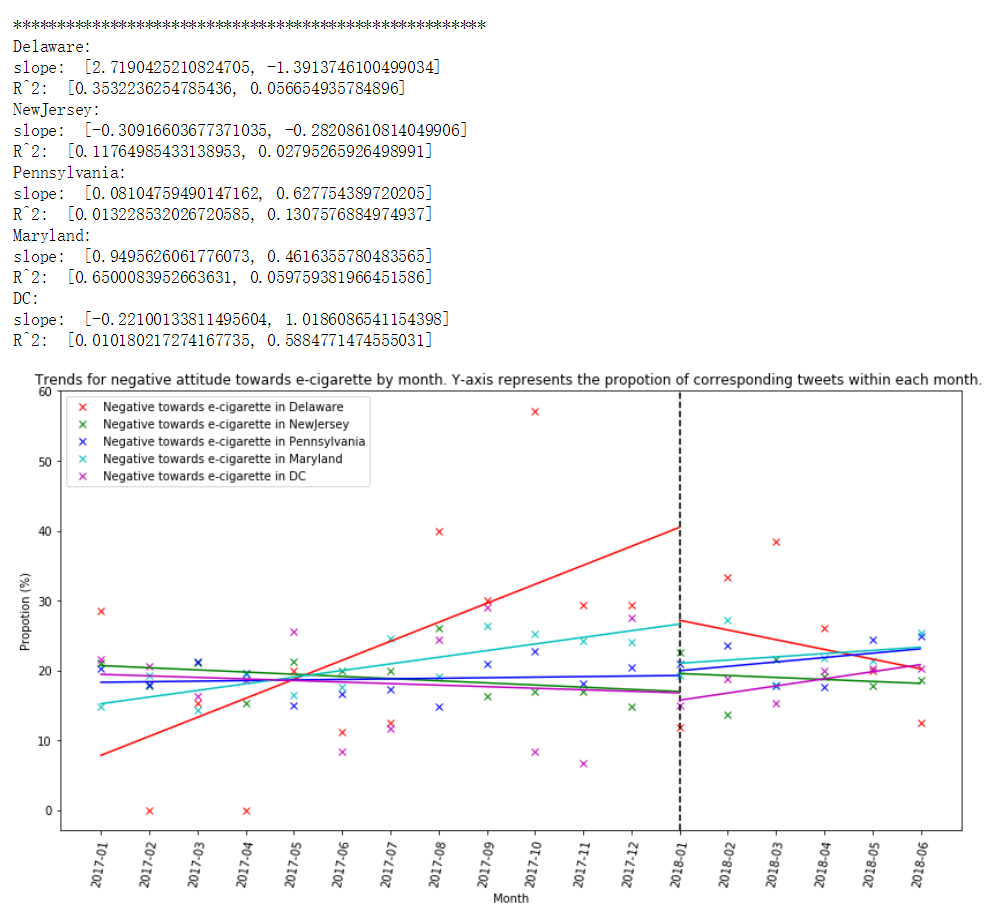 ******************************************************
Delaware:
slope:  [2.7190425210824705, -1.3913746100499034]
R^2:  [0.3532236254785436, 0.056654935784896]
NewJersey:
slope:  [-0.30916603677371035, -0.28208610814049906]
R^2:  [0.11764985433138953, 0.02795265926498991]
Pennsylvania:
slope:  [0.08104759490147162, 0.627754389720205]
R^2:  [0.013228532026720585, 0.1307576884974937]
Maryland:
slope:  [0.9495626061776073, 0.4616355780483565]
R^2:  [0.6500083952663631, 0.059759381966451586]
DC:
slope:  [-0.22100133811495604, 1.0186086541154398]
R^2:  [0.010180217274167735, 0.5884771474555031]
Trends for negative attitude towards e-cigarette by month. Y-axis represents the propotion of corresponding tweets within each month.
Negative towards e-cigarette in Delaware
Negative towards e-cigarette in NewJersey
Negative towards e-cigarette in Pennsylvania
Negative towards e-cigarette in Maryland
Negative towards e-cigarette in DC
Propotion (%)
60
50
40
30
20
10
0
2017-01
2017-02
2017-03
2017-04
2017-05
2017-06
2017-07
2017-08
2017-09
2017-10
2017-11
2017-12
2018-01
2018-02
2018-03
2018-04
2018-05
2018-06
Month